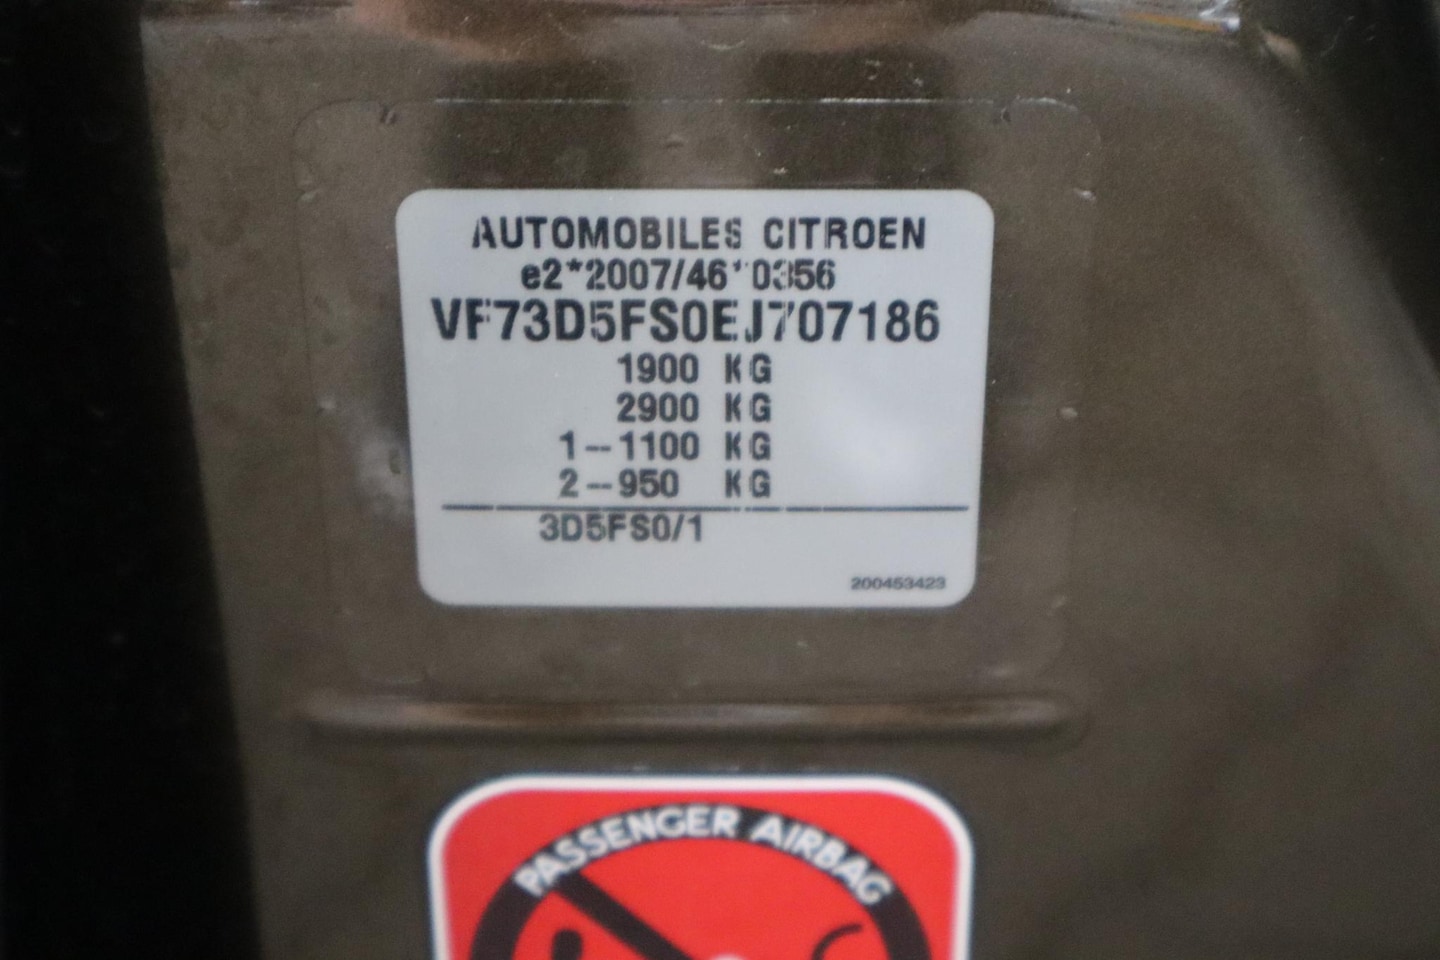 AUTOMOBILES CITROEN
e2*2007/46*0356
VF73D5FS0EJ707186
1900 KG
2900 KG
1--1100 KG
2--950 KG
3D5FS0/1
200453423
PASSENGER AIRBAG